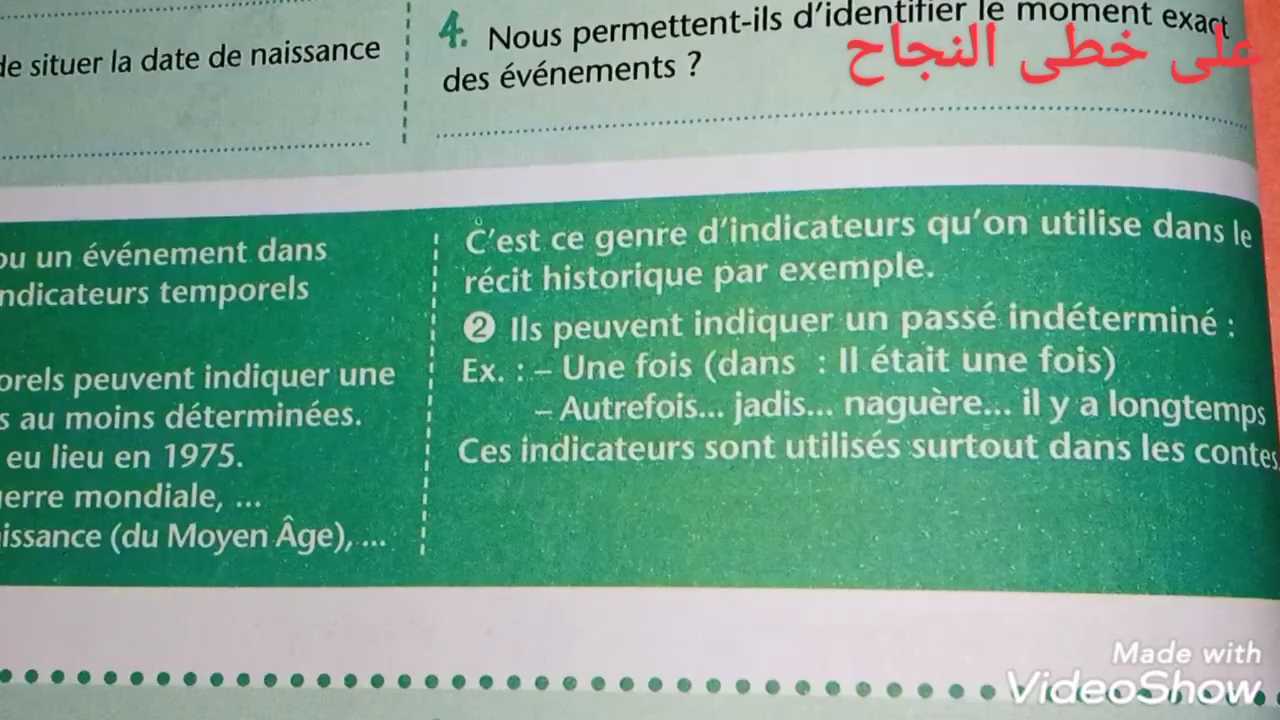 de situer la date de naissance
4. Nous permettent-ils d'identifier le moment exact
des événements ?
على خطى النجاح
ou un événement dans
indicateurs temporels
orels peuvent indiquer une
s au moins déterminées.
eu lieu en 1975.
erre mondiale, ...
issance (du Moyen Âge), ...
C'est ce genre d'indicateurs qu'on utilise dans le
récit historique par exemple.
② Ils peuvent indiquer un passé indéterminé :
Ex. : – Une fois (dans : Il était une fois)
– Autrefois... jadis... naguère... il y a longtemps
Ces indicateurs sont utilisés surtout dans les contes.
Made with
VideoShow